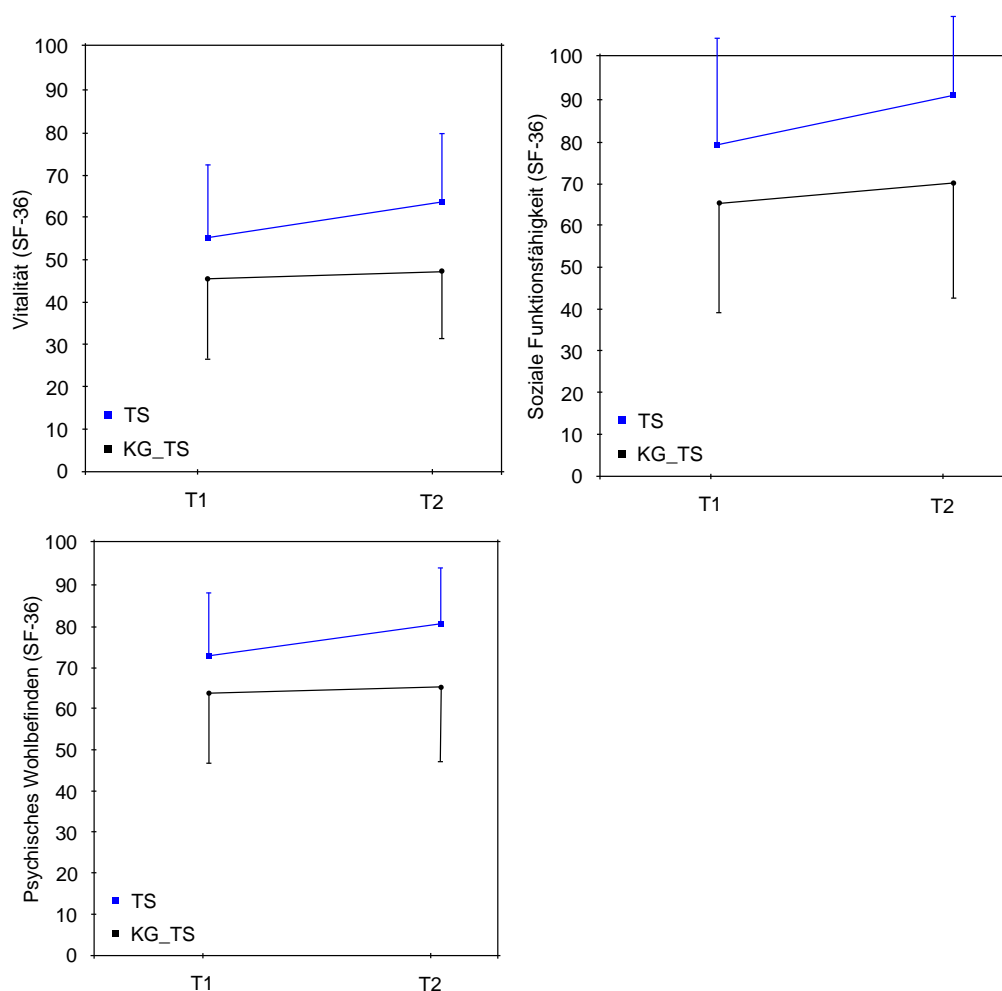 Vitalität (SF-36)
100
90
80
70
60
50
40
30
20
10
0
TS
KG_TS
T1
T2
Soziale Funktionsfähigkeit (SF-36)
100
90
80
70
60
50
40
30
20
10
0
TS
KG_TS
T1
T2
Psychisches Wohlbefinden (SF-36)
100
90
80
70
60
50
40
30
20
10
0
TS
KG_TS
T1
T2